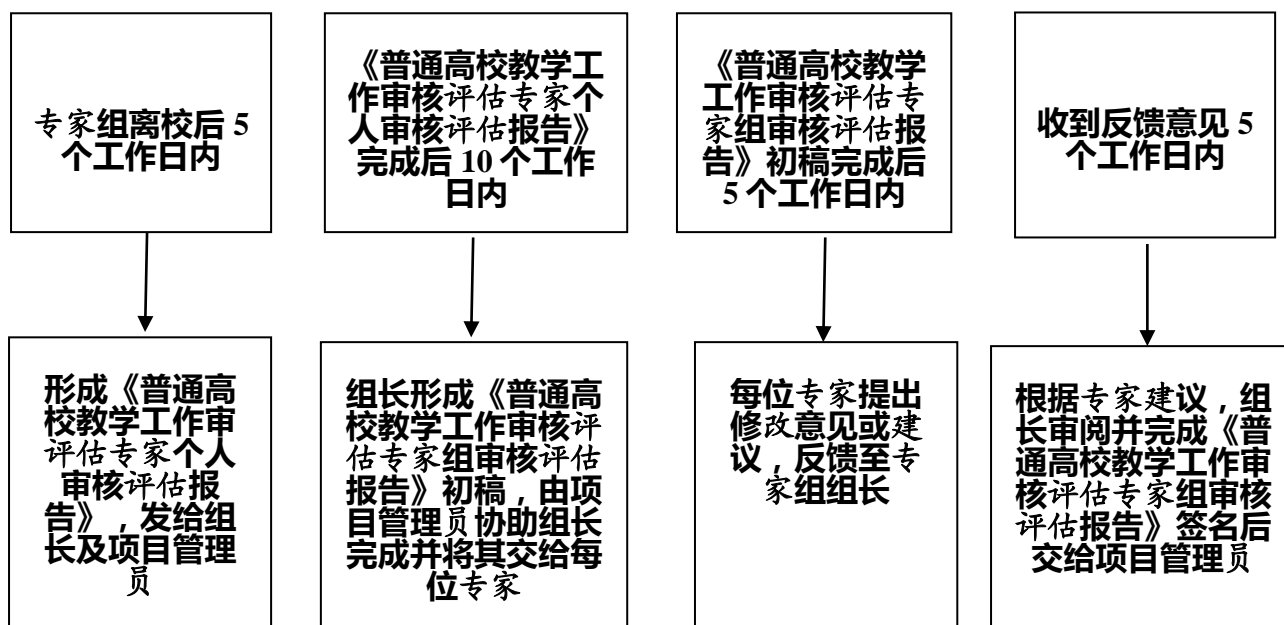 专家组离校后 5
个工作日内
《普通高校教学工
作审核评估专家个
人审核评估报告》
完成后 10 个工作
日内
《普通高校教学
工作审核评估专
家组审核评估报
告》初稿完成后
5 个工作日内
收到反馈意见 5
个工作日内
形成《普通高
校教学工作审
评估专家个人
审核评估报
告》，发给组
长及项目管理
员
组长形成《普通高
校教学工作审核评
估专家组审核评估
报告》初稿，由项
目管理员协助组长
完成并将其交给每
位专家
每位专家提出
修改意见或建
议，反馈至专
家组组长
根据专家建议，组
长审阅并完成《普
通高校教学工作审
核评估专家组审核
评估报告》签名后
交给项目管理员